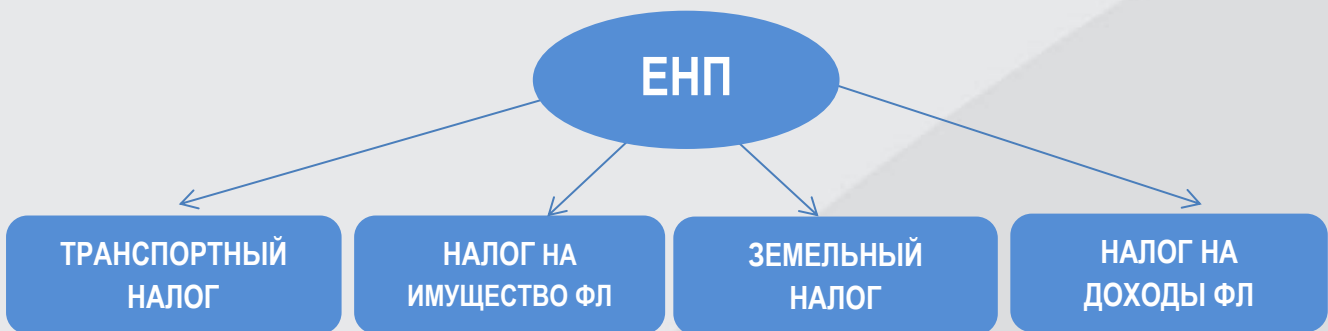 ЕНП
ТРАНСПОРТНЫЙ
НАЛОГ
НАЛОГ НА
ИМУЩЕСТВО ФЛ
ЗЕМЕЛЬНЫЙ
НАЛОГ
НАЛОГ НА
ДОХОДЫ ФЛ